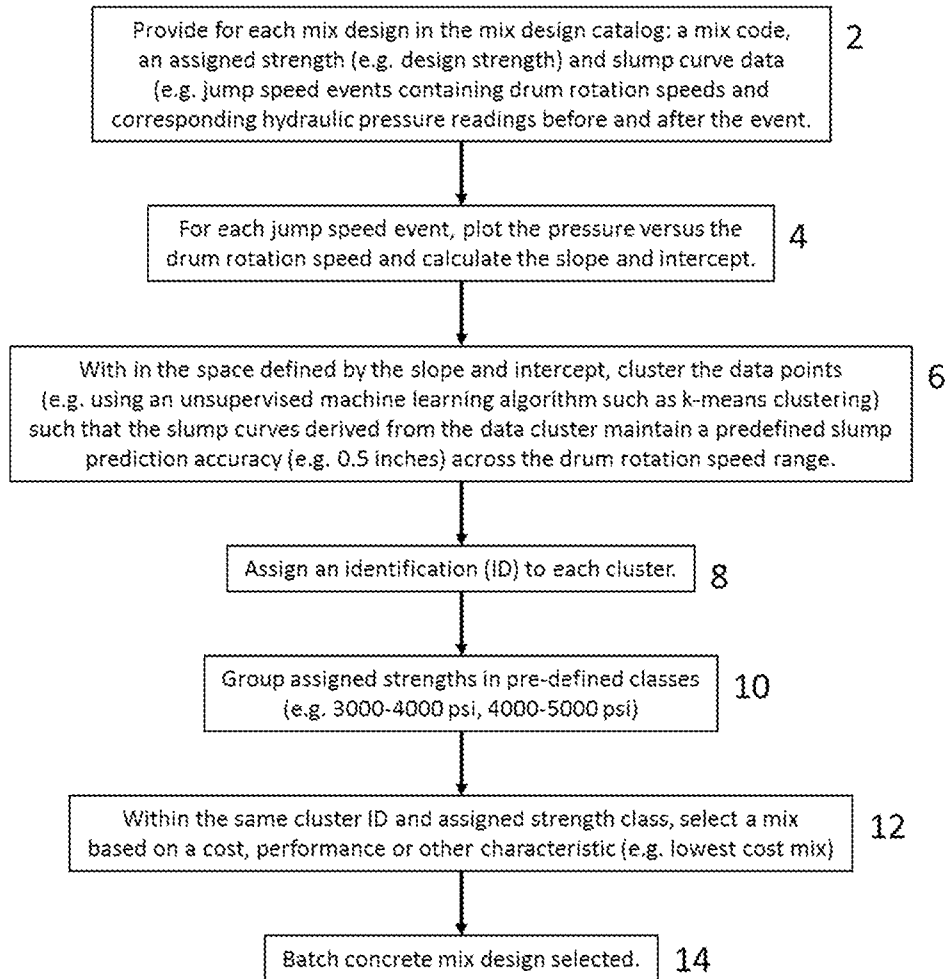 Provide for each mix design in the mix design catalog: a mix code,
an assigned strength (e.g. design strength) and slump curve data
(e.g. jump speed events containing drum rotation speeds and
corresponding hydraulic pressure readings before and after the event.
2
For each jump speed event, plot the pressure versus the
drum rotation speed and calculate the slope and intercept.
4
With in the space defined by the slope and intercept, cluster the data points
(e.g. using an unsupervised machine learning algorithm such as k-means clustering)
such that the slump curves derived from the data cluster maintain a predefined slump
prediction accuracy (e.g. 0.5 inches) across the drum rotation speed range.
6
Assign an identification (ID) to each cluster.
8
Group assigned strengths in pre-defined classes
(e.g. 3000-4000 psi, 4000-5000 psi)
10
Within the same cluster ID and assigned strength class, select a mix
based on a cost, performance or other characteristic (e.g. lowest cost mix)
12
Batch concrete mix design selected.
14